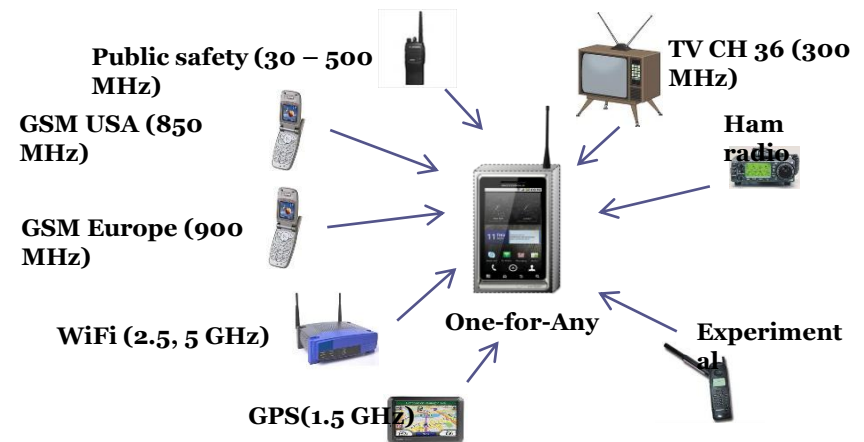 Public safety (30 – 500
MHz)
TV CH 36 (300
MHz)
GSM USA (850
MHz)
Ham
radio
GSM Europe (900
MHz)
WiFi (2.5, 5 GHz)
One-for-Any
Experiment
al
GPS(1.5 GHz)